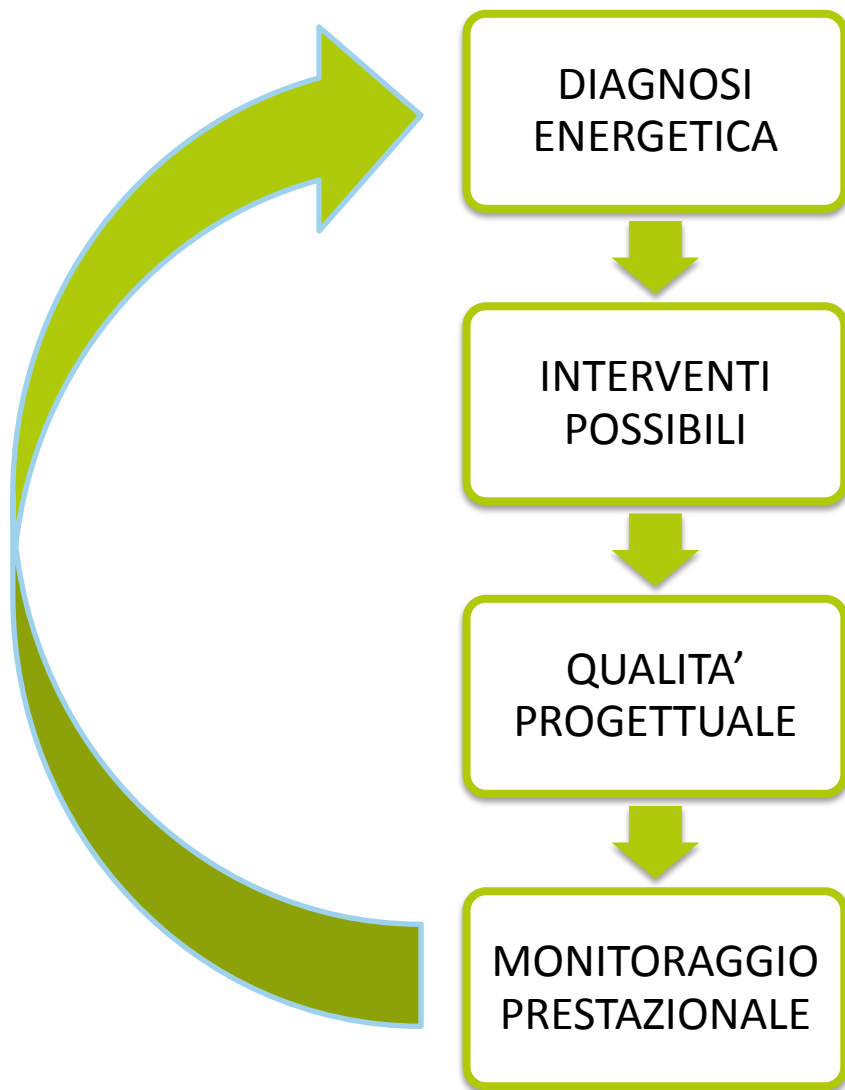 DIAGNOSI
ENERGETICA
INTERVENTI
POSSIBILI
QUALITA’
PROGETTUALE
MONITORAGGIO
PRESTAZIONALE